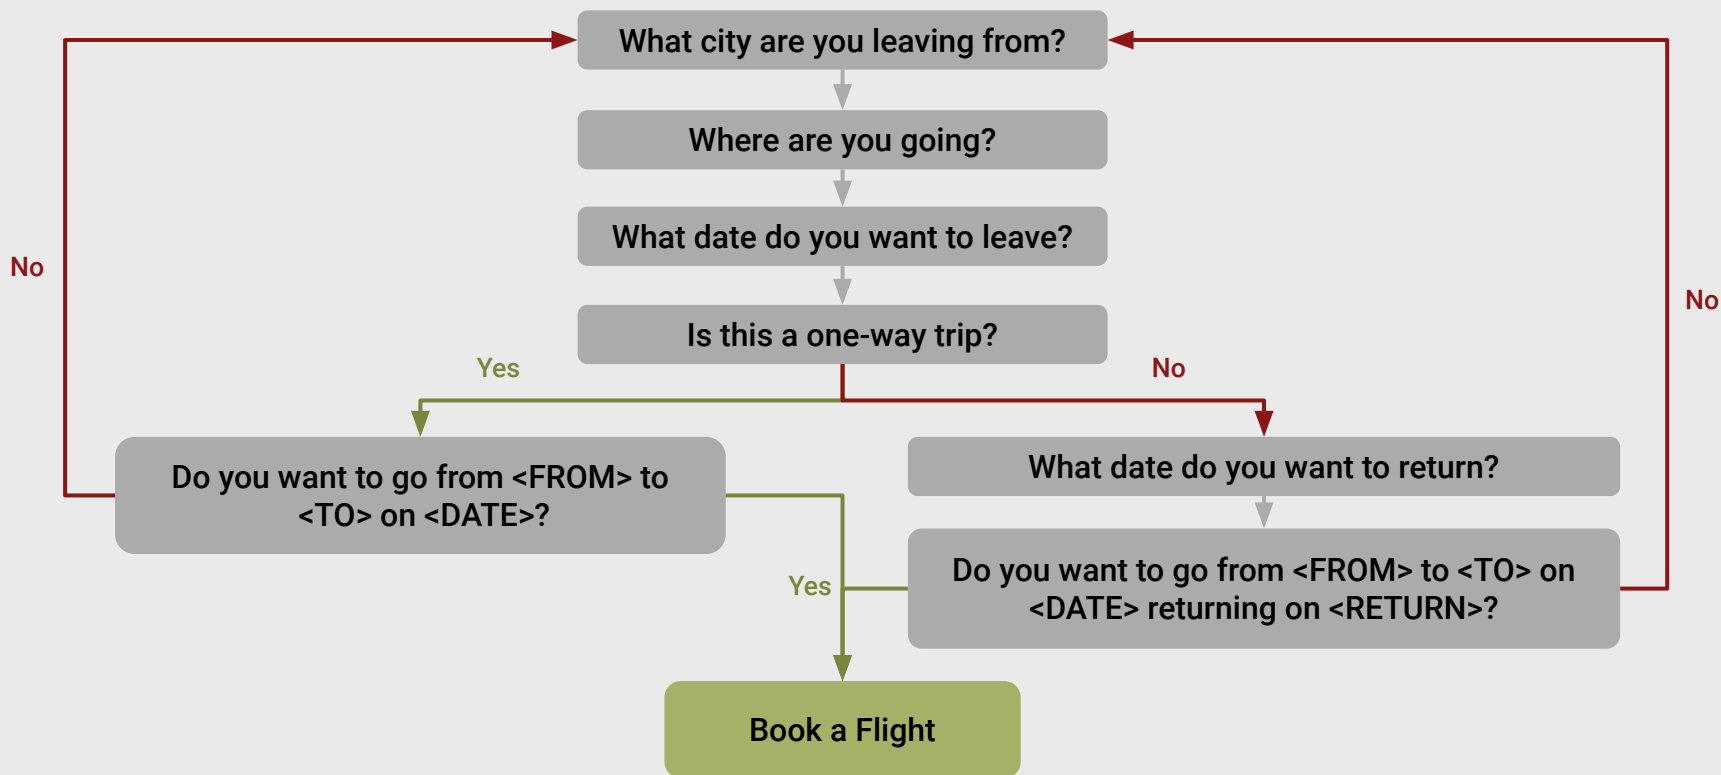 What city are you leaving from?
Where are you going?
What date do you want to leave?
No
No
Is this a one-way trip?
Yes
No
Do you want to go from <FROM> to
<TO> on <DATE>?
What date do you want to return?
Do you want to go from <FROM> to <TO> on
<DATE> returning on <RETURN>?
Yes
Book a Flight